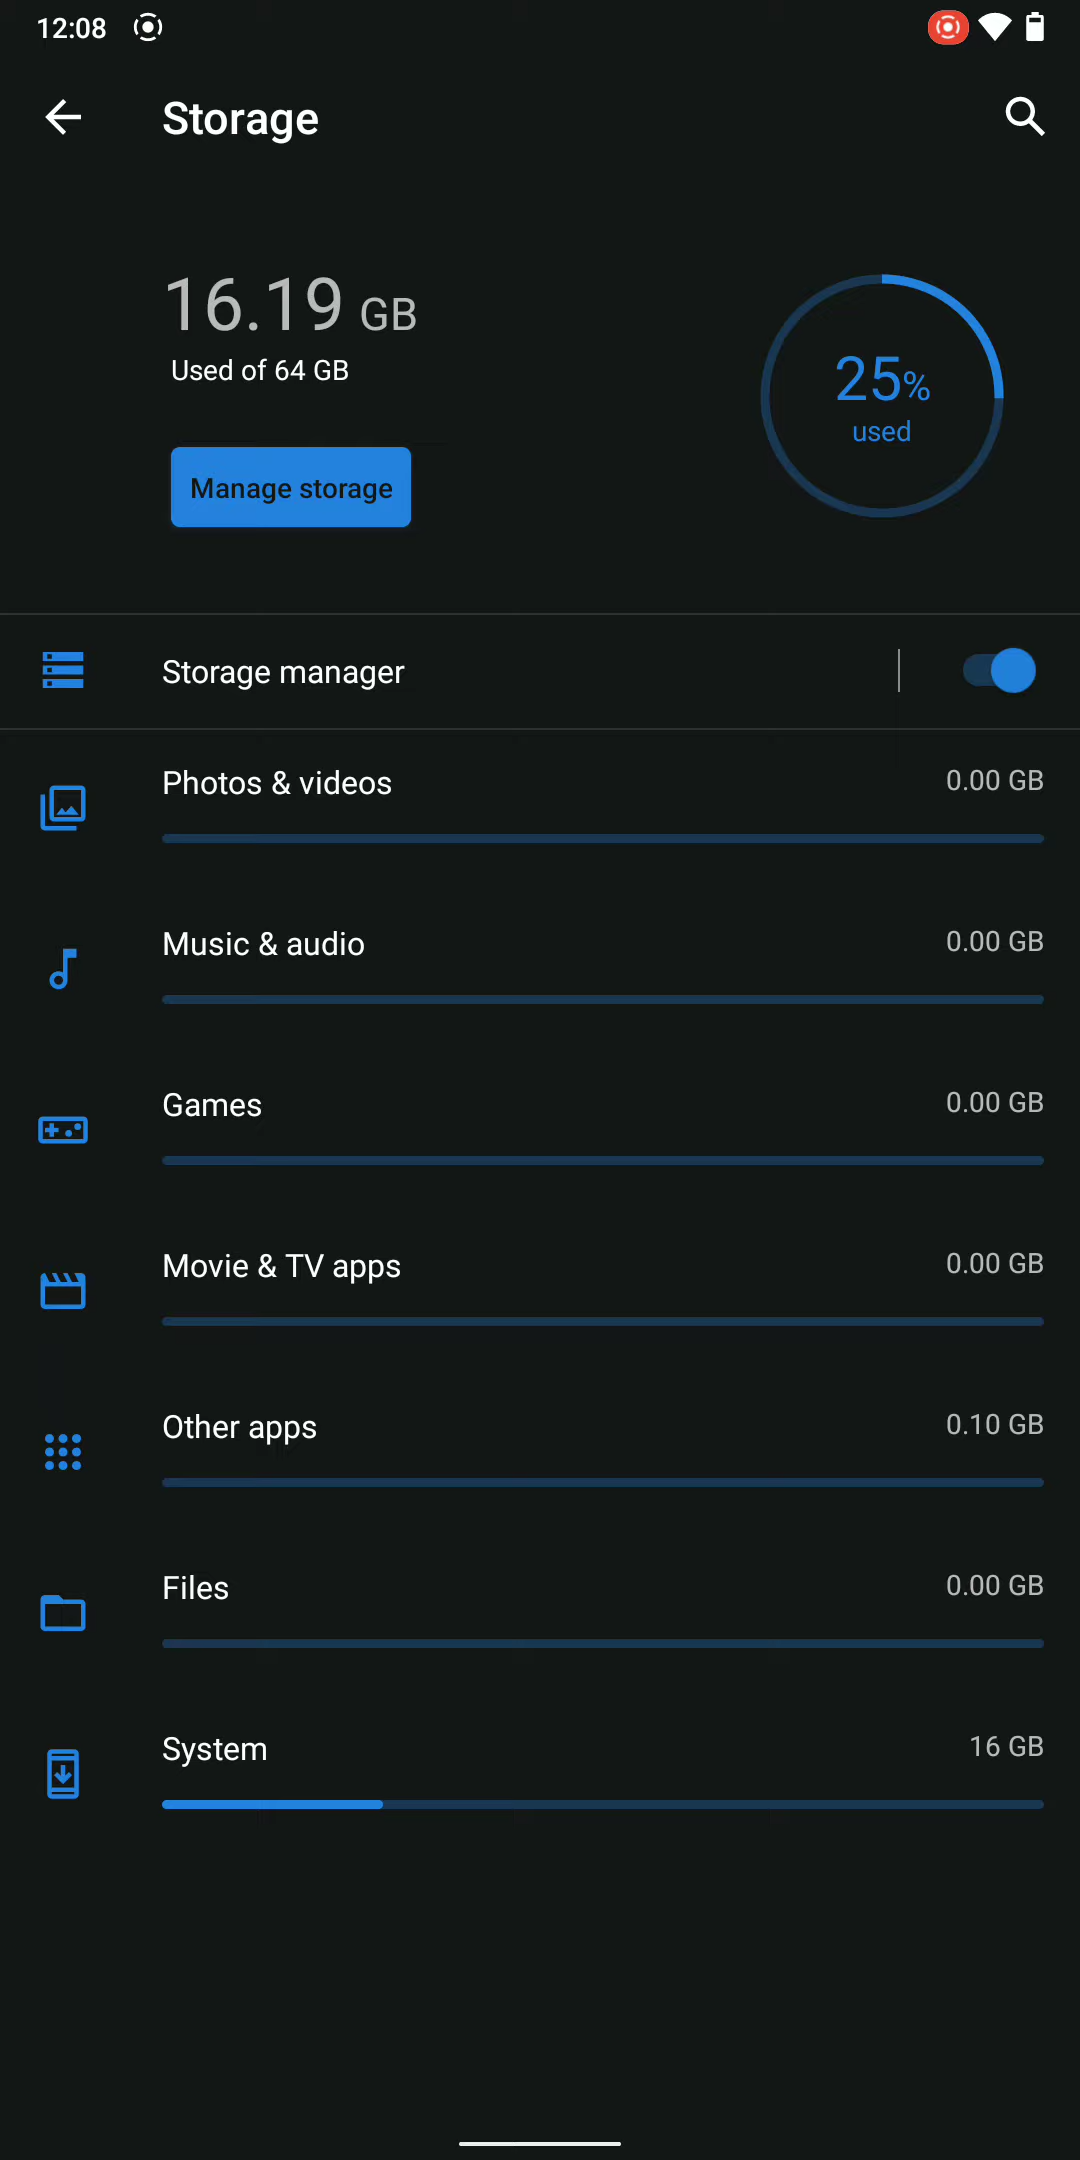 12:08
Storage
16.19 GB
Used of 64 GB
25%
used
Manage storage
Storage manager
Photos & videos 0.00 GB
Music & audio 0.00 GB
Games 0.00 GB
Movie & TV apps 0.00 GB
Other apps 0.10 GB
Files 0.00 GB
System 16 GB